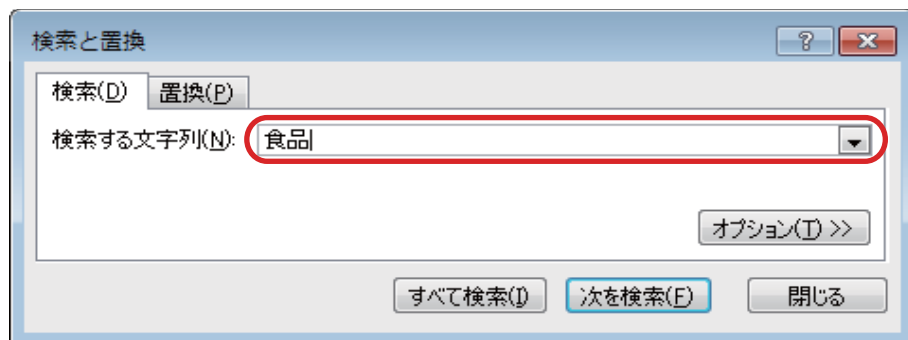 検索と置換
検索(D) 置換(P)
検索する文字列(N): 食品
オプション(T) >>
すべて検索(I) 次を検索(F) 閉じる